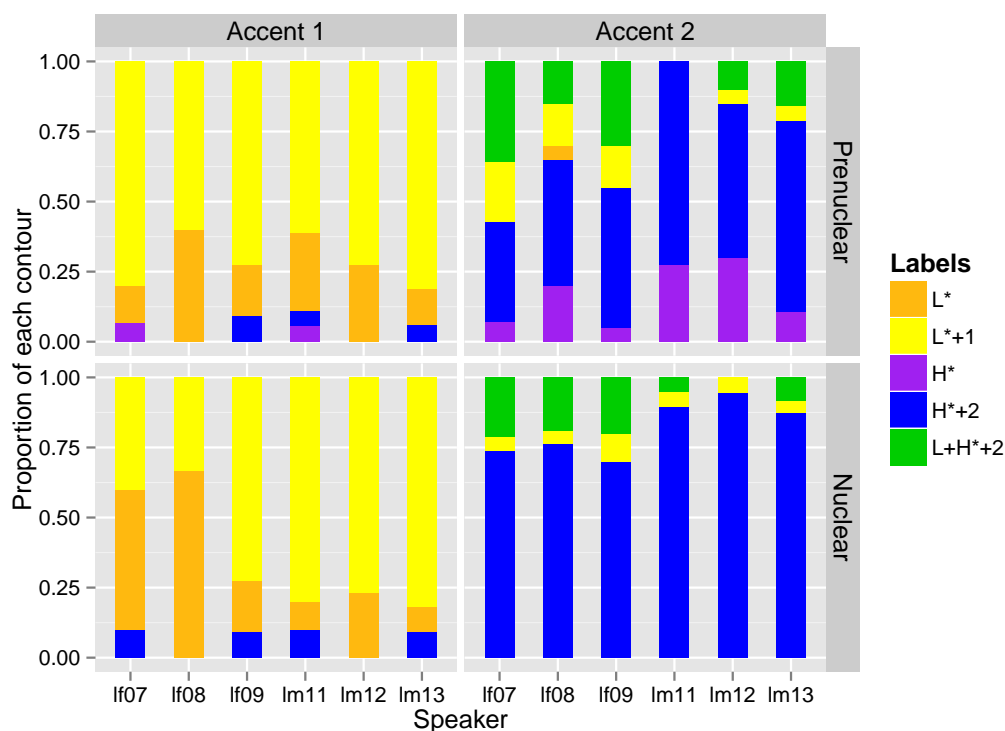 Accent 1 Accent 2
Proportion of each contour
1.00
0.75
0.50
0.25
0.00
Prenuclear
1.00
0.75
0.50
0.25
0.00
Nuclear
lf07 lf08 lf09 lm11 lm12 lm13 lf07 lf08 lf09 lm11 lm12 lm13
Speaker
Labels
L*
L*+1
H*
H*+2
L+H*+2